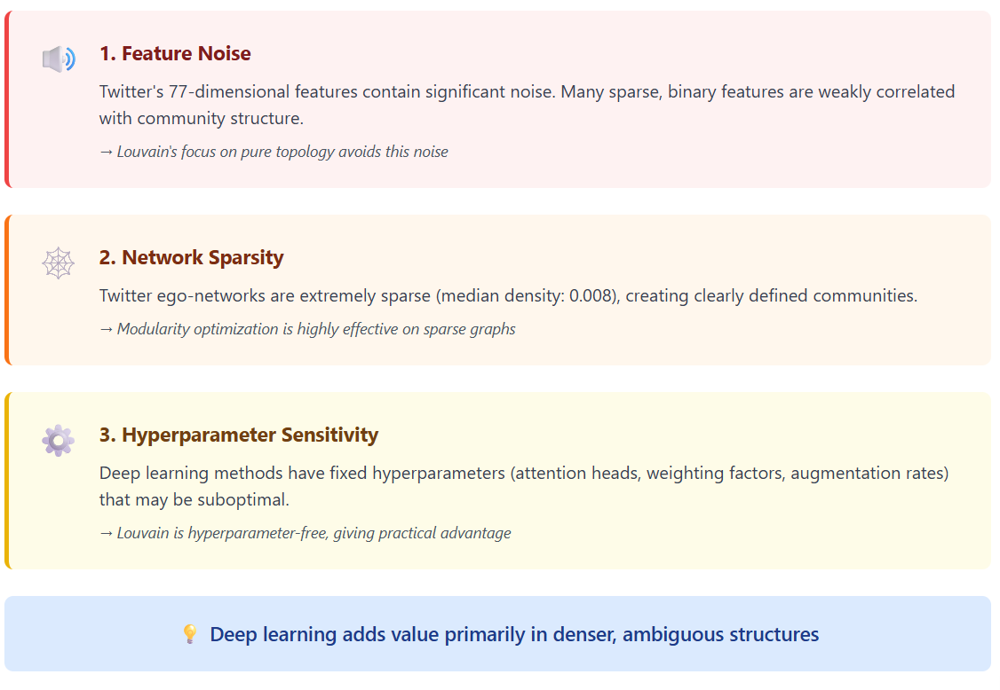 1. Feature Noise
Twitter's 77-dimensional features contain significant noise. Many sparse, binary features are weakly correlated
with community structure.
→ Louvain's focus on pure topology avoids this noise
2. Network Sparsity
Twitter ego-networks are extremely sparse (median density: 0.008), creating clearly defined communities.
→ Modularity optimization is highly effective on sparse graphs
3. Hyperparameter Sensitivity
Deep learning methods have fixed hyperparameters (attention heads, weighting factors, augmentation rates)
that may be suboptimal.
→ Louvain is hyperparameter-free, giving practical advantage
💡 Deep learning adds value primarily in denser, ambiguous structures